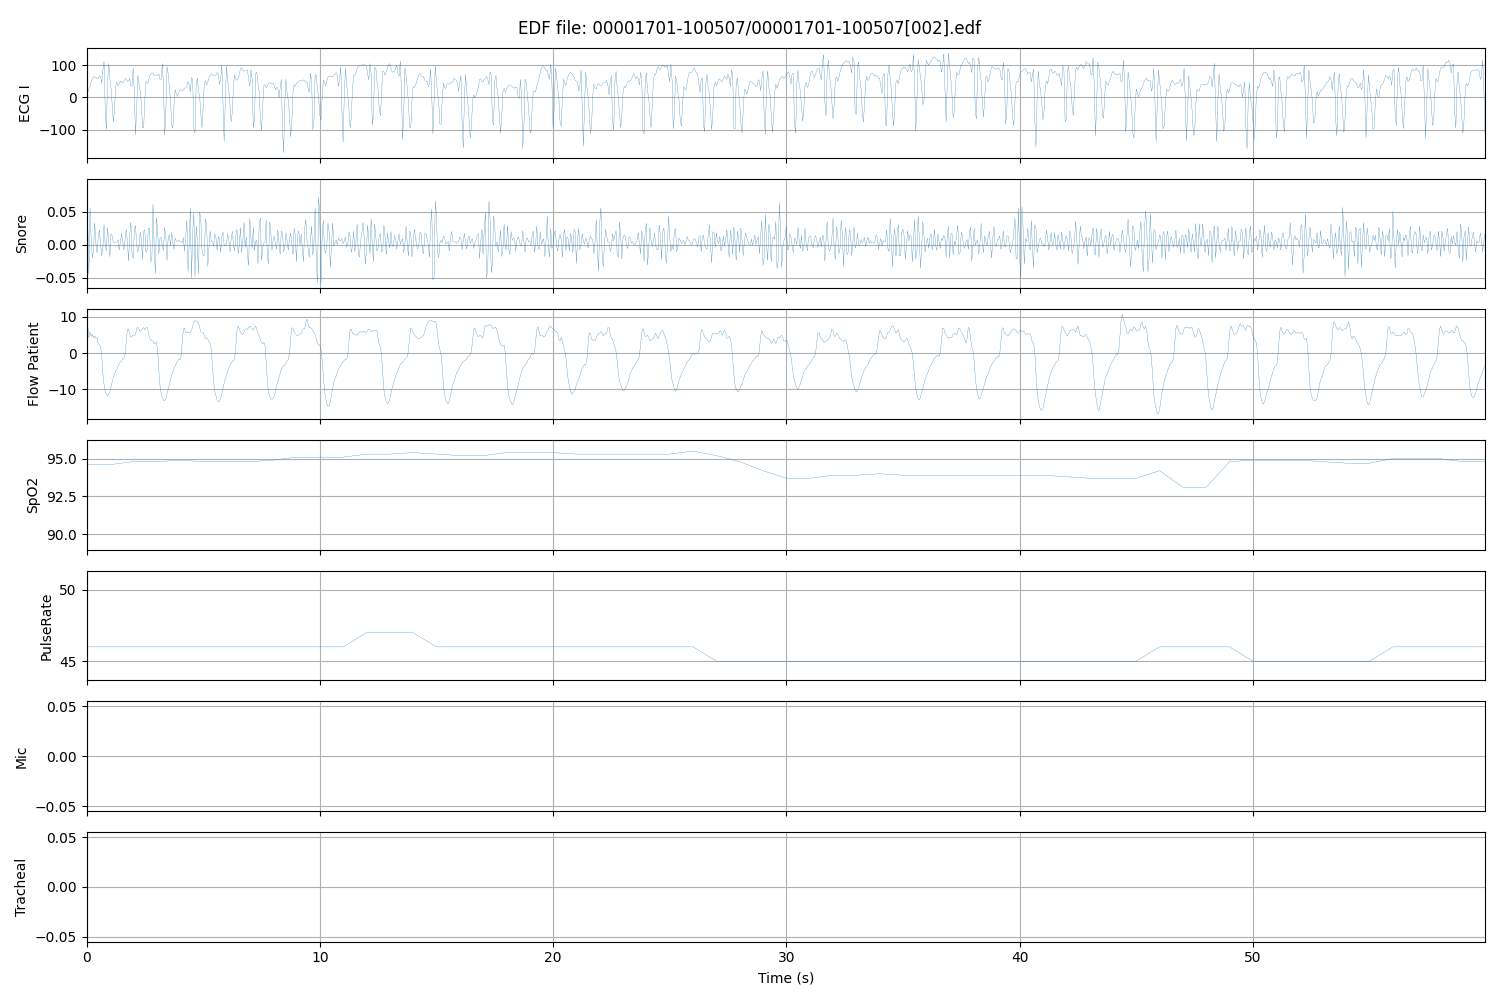 EDF file: 00001701-100507/00001701-100507[002].edf
ECG I
100
0
−100
Snore
0.05
0.00
−0.05
Flow Patient
10
0
−10
SpO2
95.0
92.5
90.0
PulseRate
50
45
Mic
0.05
0.00
−0.05
Tracheal
0.05
0.00
−0.05
0 10 20 30 40 50
Time (s)